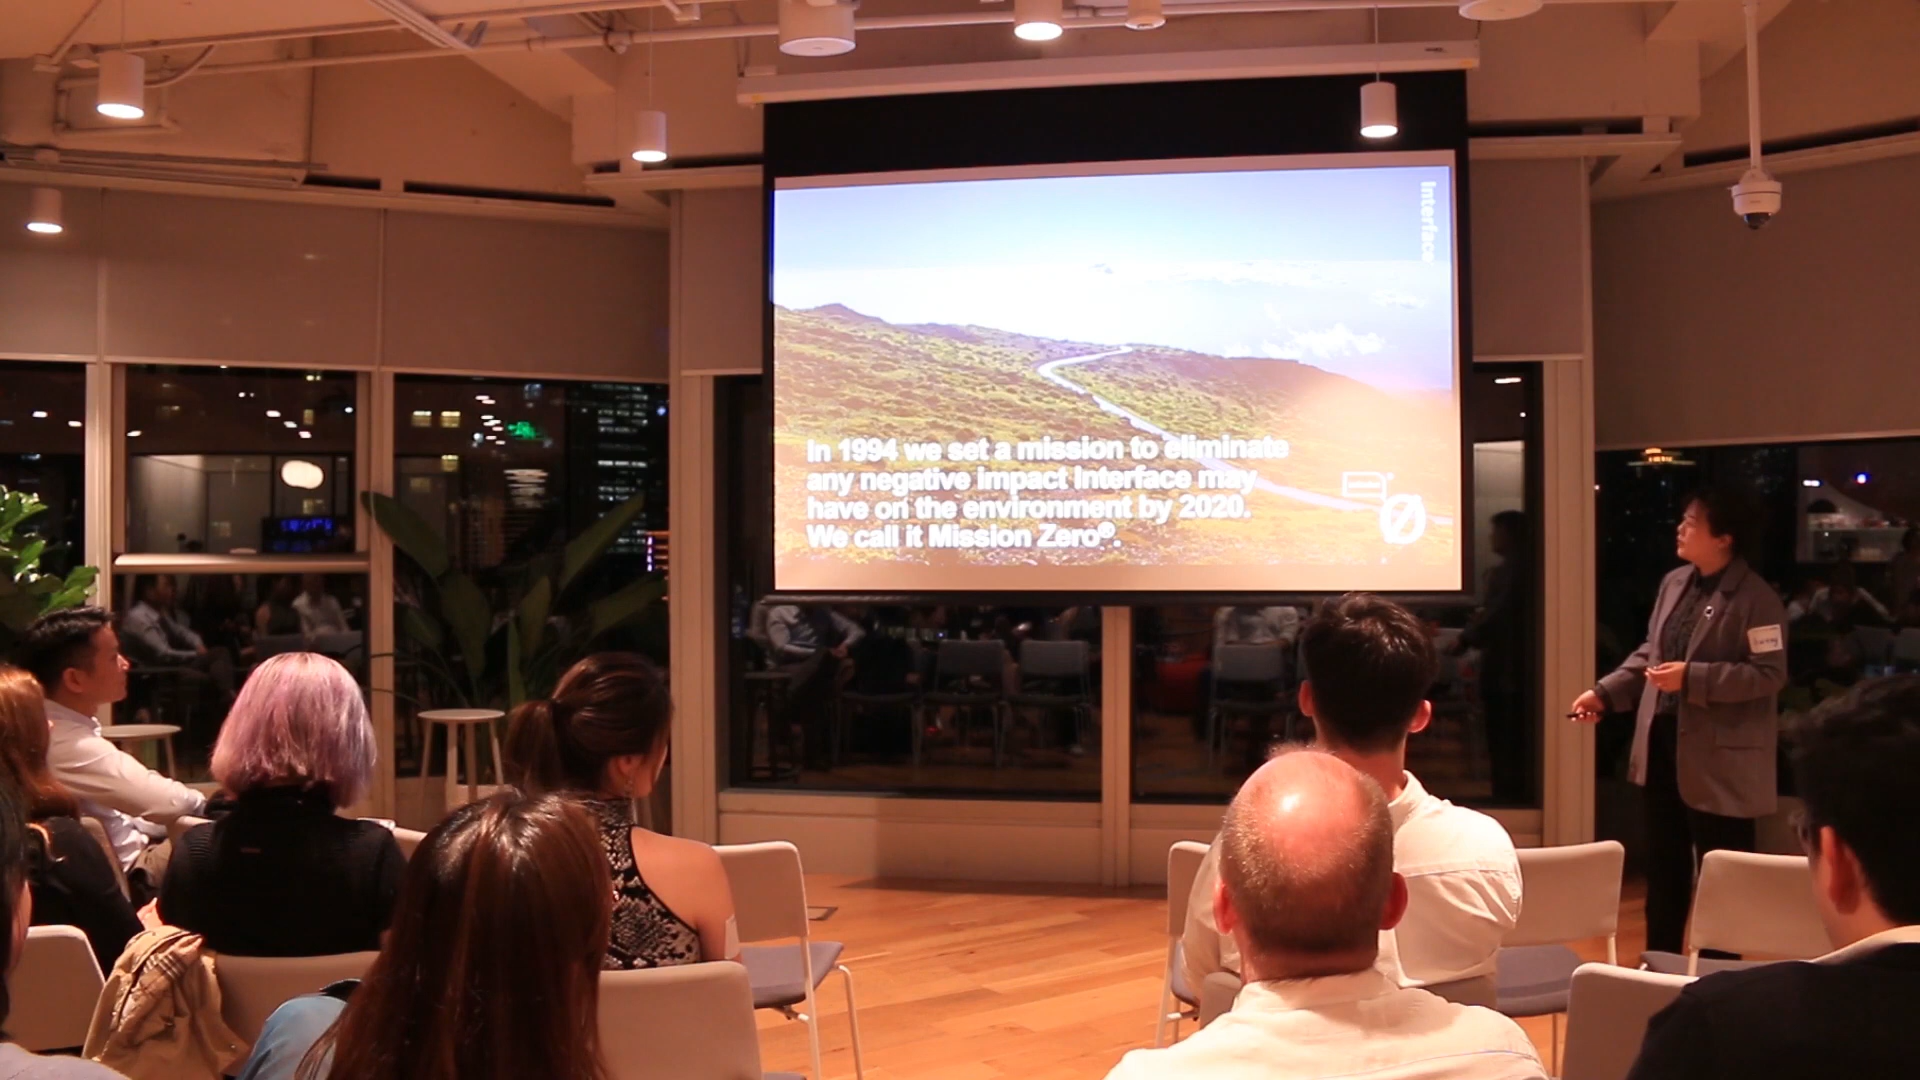 Interface
In 1994 we set a mission to eliminate
any negative impact Interface may
have on the environment by 2020.
We call it Mission Zero®.